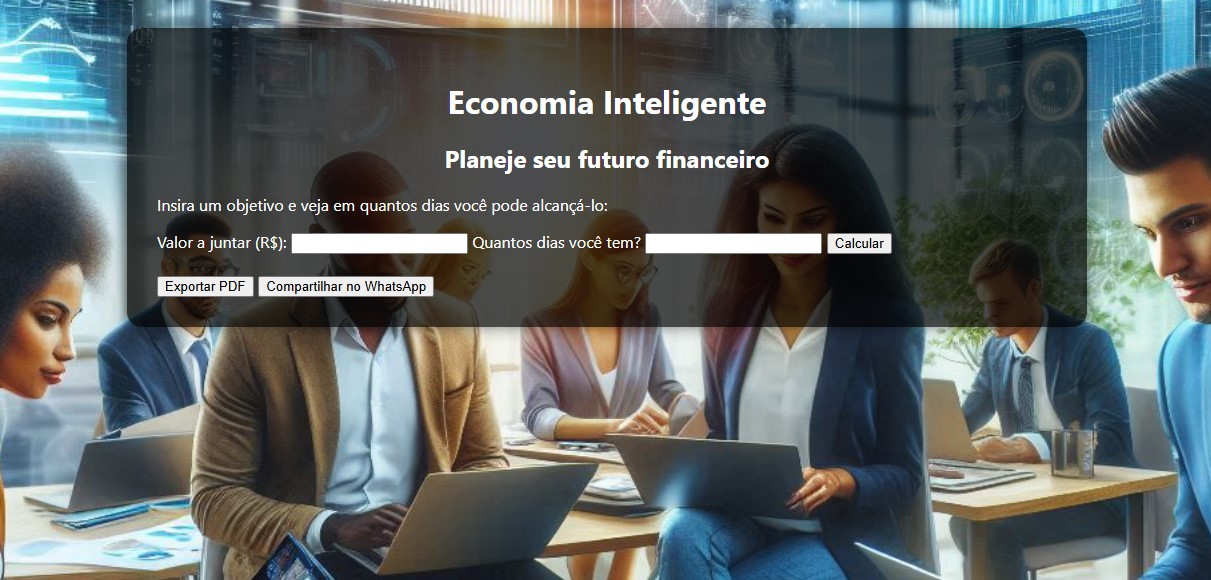 Economia Inteligente
Planeje seu futuro financeiro
Insira um objetivo e veja em quantos dias você pode alcançá-lo:
Valor a juntar (R$): Quantos dias você tem? Calcular
Exportar PDF Compartilhar no WhatsApp